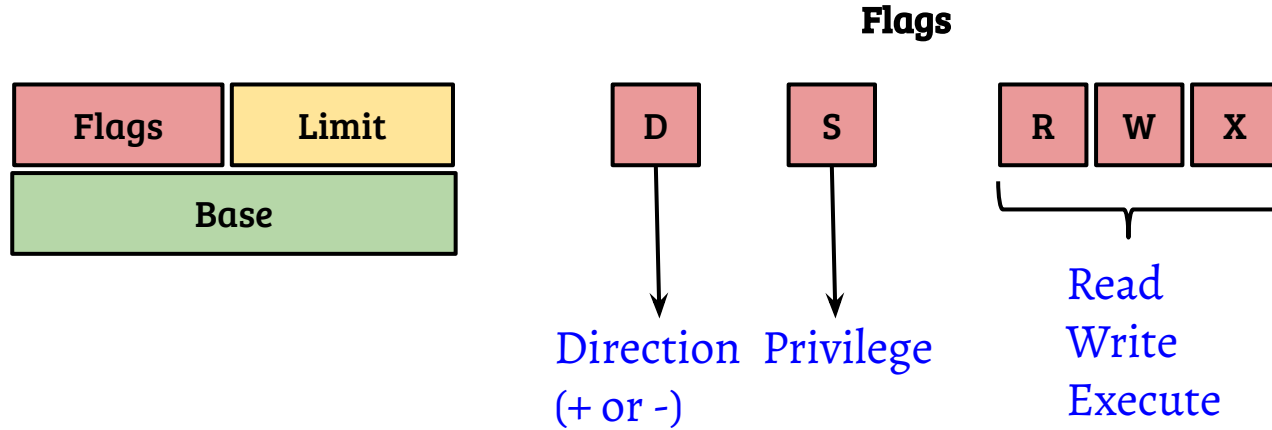 Flags
Flags Limit
Base
D S R W X
Direction
(+ or -)
Privilege
Read
Write
Execute